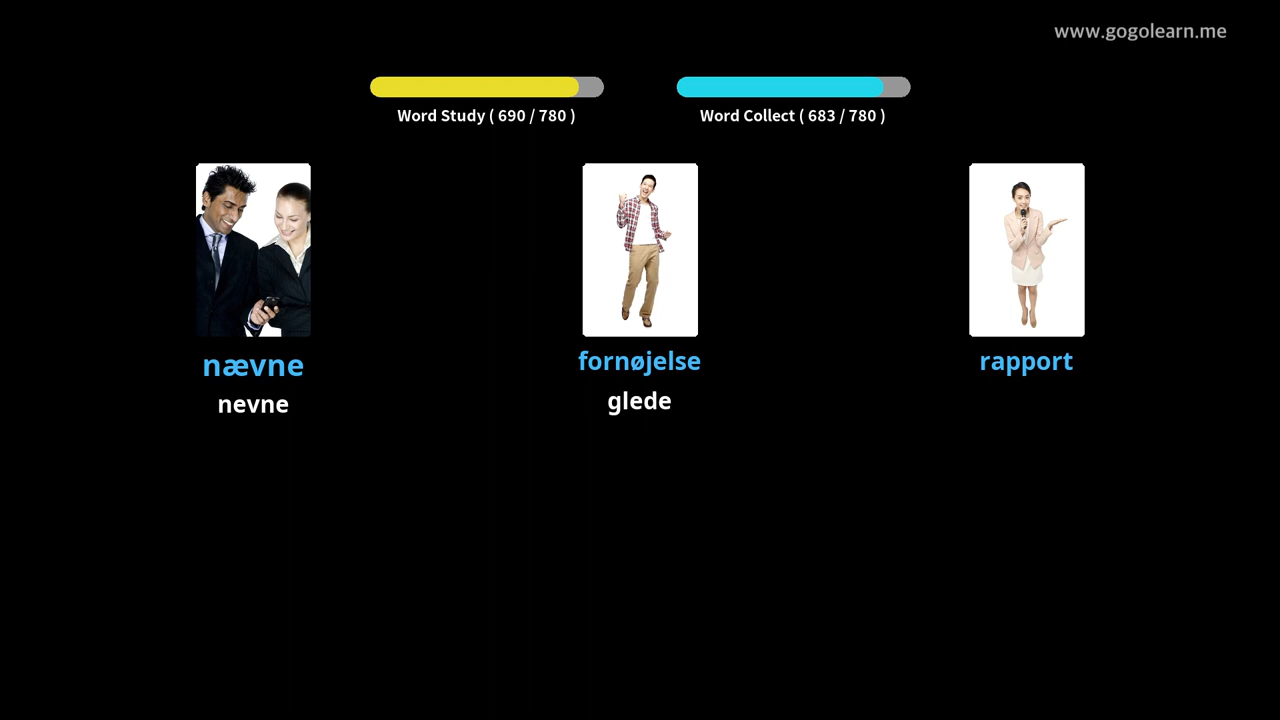 www.gogolearn.me
Word Study ( 690 / 780 )
Word Collect ( 683 / 780 )
nævne
nevne
fornøjelse
glede
rapport